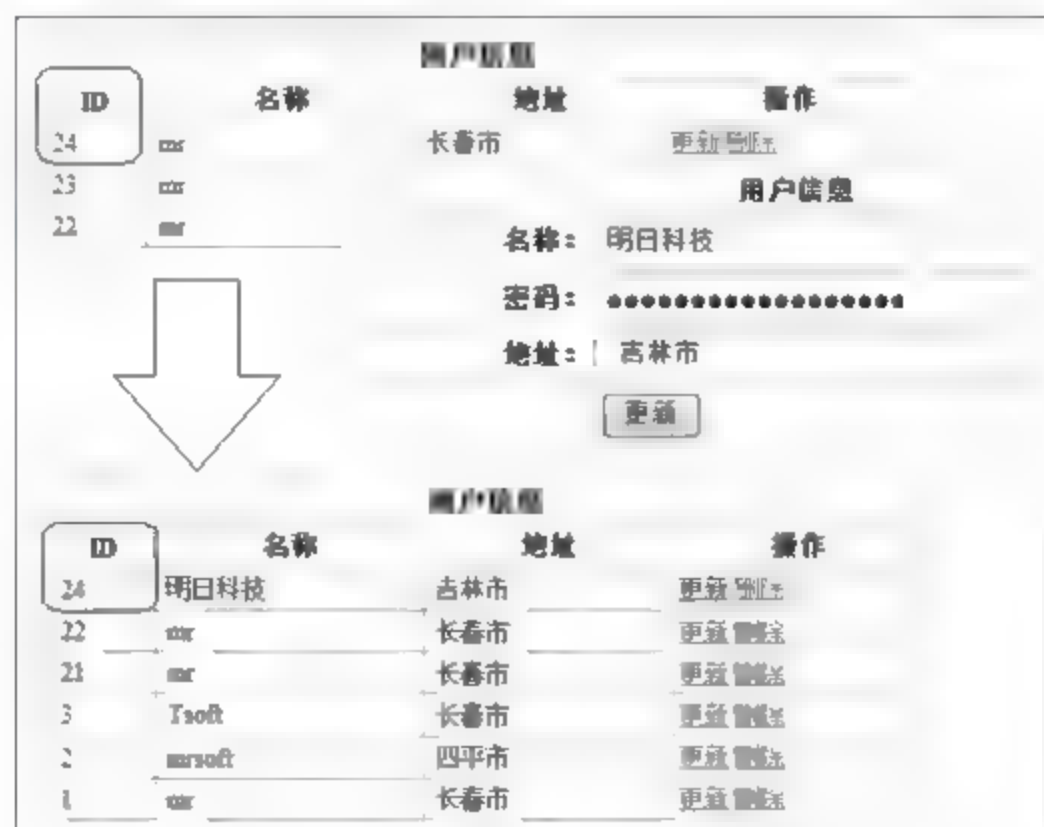 用户信息
ID 名称 地址 操作
24 mr 长春市 更新 删除
23 mr
用户信息
22 mr
名称： 明日科技
密码： ●●●●●●●●●●●●●●●●●●
地址： 吉林市
更新
用户信息
ID 名称 地址 操作
24 明日科技 吉林市 更新 删除
22 mr 长春市 更新 删除
21 mr 长春市 更新 删除
3 Tsoft 长春市 更新 删除
2 mrsoft 四平市 更新 删除
1 mr 长春市 更新 删除